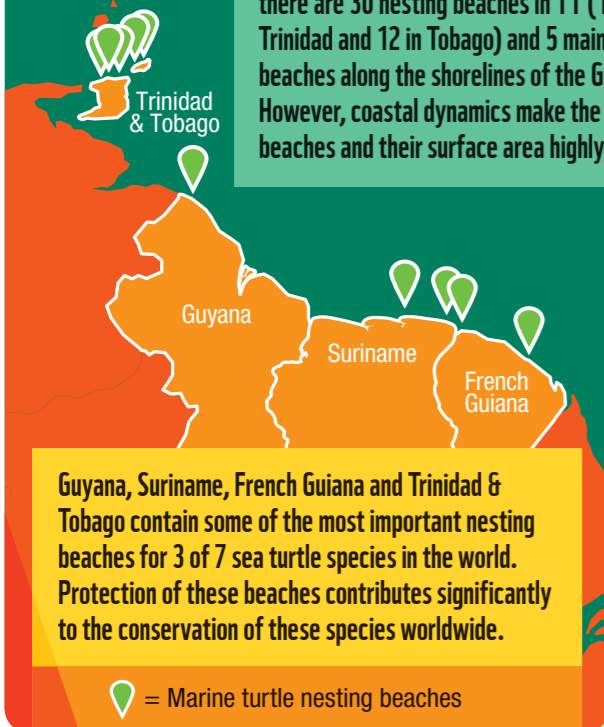 there are 30 nesting beaches in TT (
Trinidad and 12 in Tobago) and 5 main
beaches along the shorelines of the G
However, coastal dynamics make the
beaches and their surface area highly
Trinidad
& Tobago
Guyana
Suriname
French
Guiana
Guyana, Suriname, French Guiana and Trinidad &
Tobago contain some of the most important nesting
beaches for 3 of 7 sea turtle species in the world.
Protection of these beaches contributes significantly
to the conservation of these species worldwide.
= Marine turtle nesting beaches